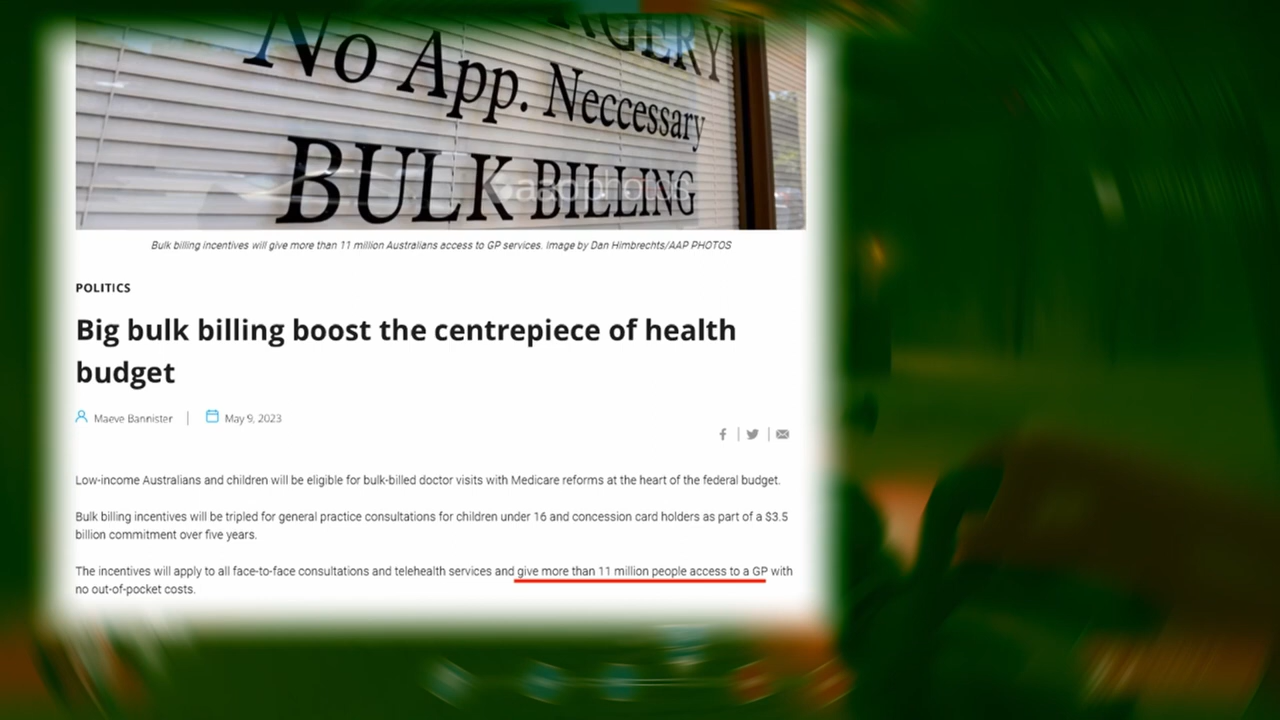 SURGERY
No App. Neccessary
BULK BILLING
aap photos
Bulk billing incentives will give more than 11 million Australians access to GP services. Image by Dan Himbrechts/AAP PHOTOS
POLITICS
Big bulk billing boost the centrepiece of health
budget
Maeve Bannister | May 9, 2023
Low-income Australians and children will be eligible for bulk-billed doctor visits with Medicare reforms at the heart of the federal budget.
Bulk billing incentives will be tripled for general practice consultations for children under 16 and concession card holders as part of a $3.5
billion commitment over five years.
The incentives will apply to all face-to-face consultations and telehealth services and give more than 11 million people access to a GP with
no out-of-pocket costs.